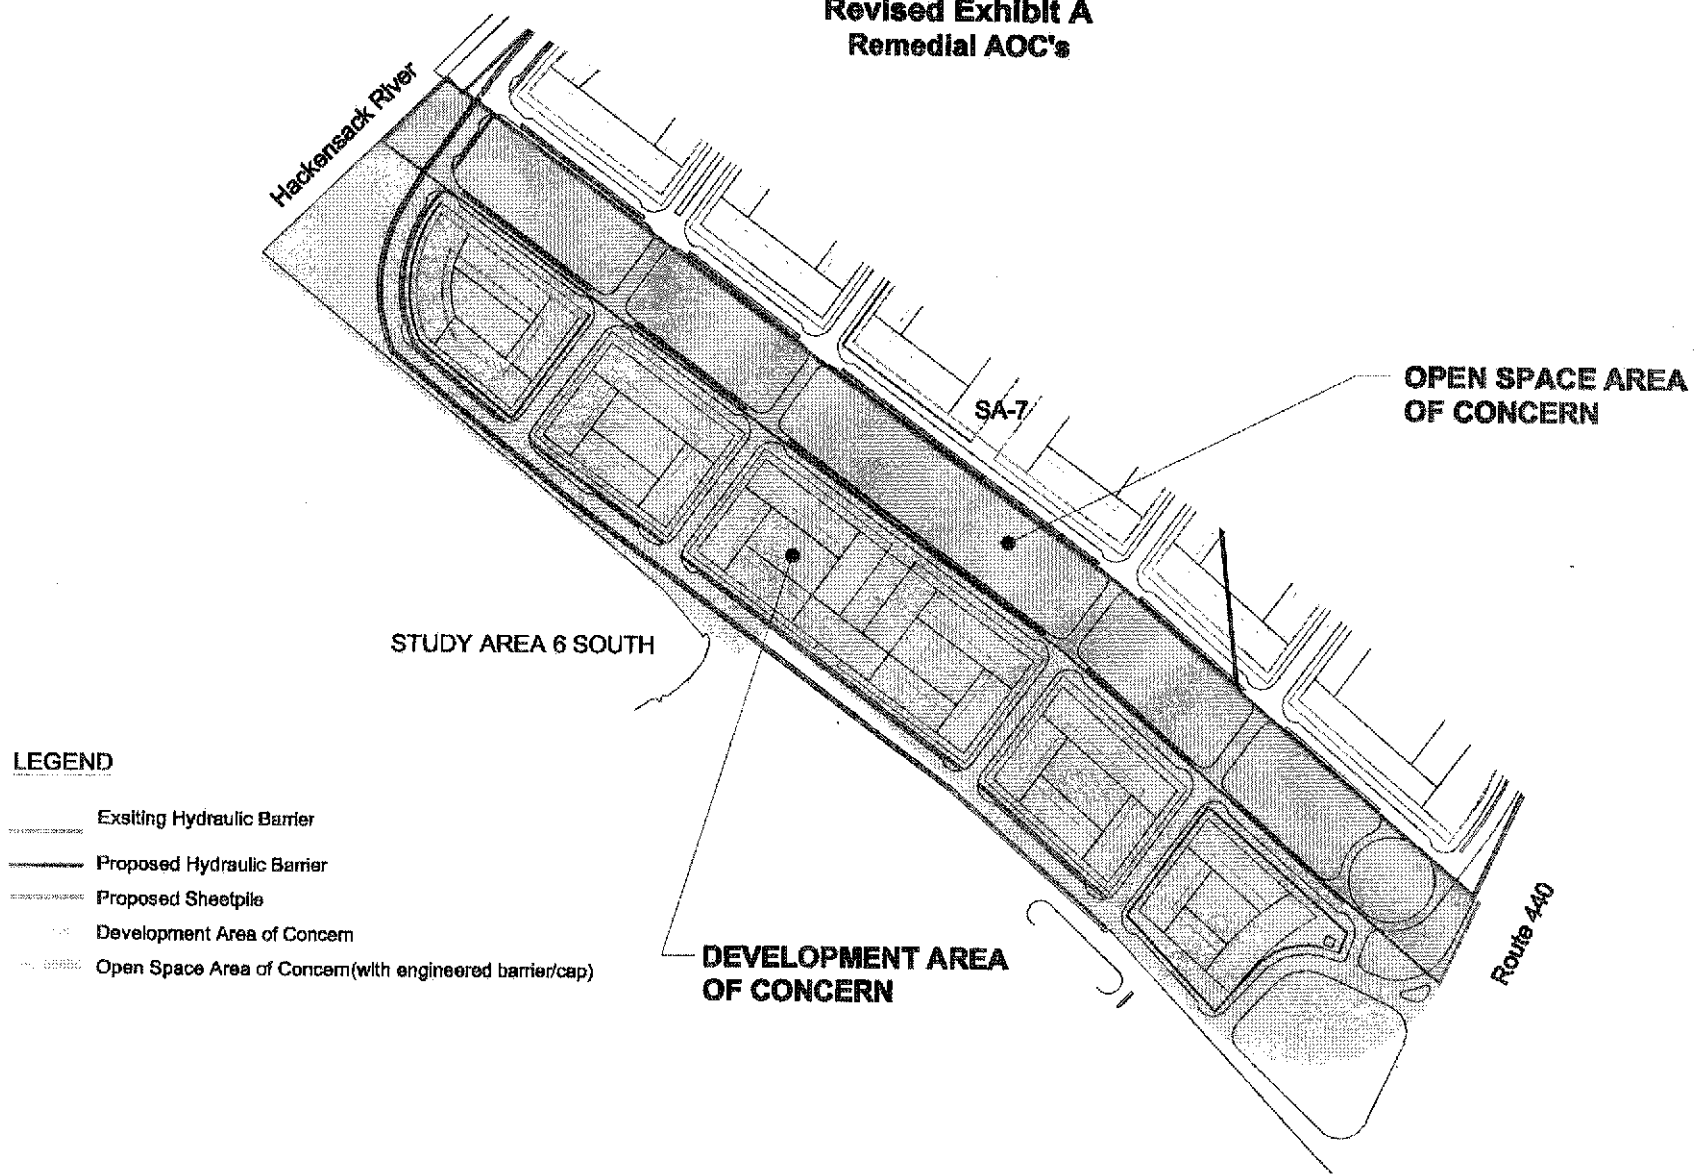 Revised Exhibit A
Remedial AOC's
Hackensack River
OPEN SPACE AREA
OF CONCERN
SA-7
STUDY AREA 6 SOUTH
LEGEND
Exsiting Hydraulic Barrier
Proposed Hydraulic Barrier
Proposed Sheetpile
Development Area of Concern
Open Space Area of Concern(with engineered barrier/cap)
DEVELOPMENT AREA
OF CONCERN
Route 440